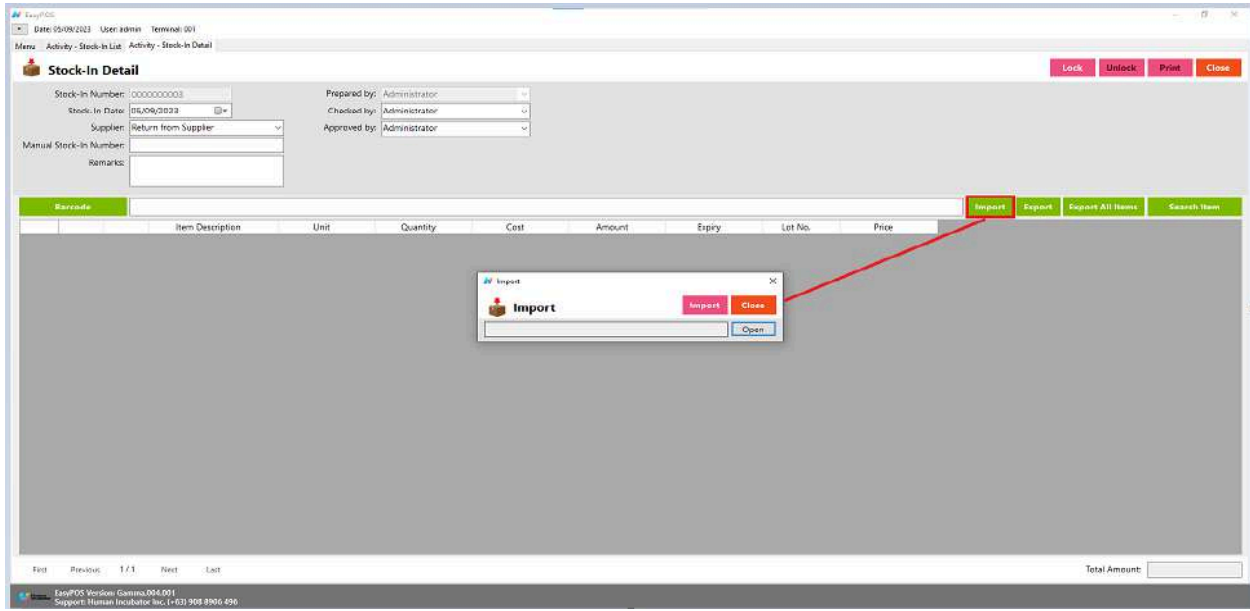 EasyPOS
Date: 05/09/2023 User: admin Terminal: 001
Menu Activity - Stock-In List Activity - Stock-In Detail
Stock-In Detail
Lock Unlock Print Close
Stock-In Number: 0000000003 Prepared by: Administrator
Stock-In Date: 05/09/2023 Checked by: Administrator
Supplier: Return from Supplier Approved by: Administrator
Manual Stock-In Number:
Remarks:
Barcode Import Export Export All Items Search Item
Item Description Unit Quantity Cost Amount Expiry Lot No. Price
Import
Import Import Close
Open
First Previous 1 / 1 Next Last Total Amount:
EasyPOS Version: Gamma.004.001
Support: Human Incubator Inc. (+63) 908 8906 496